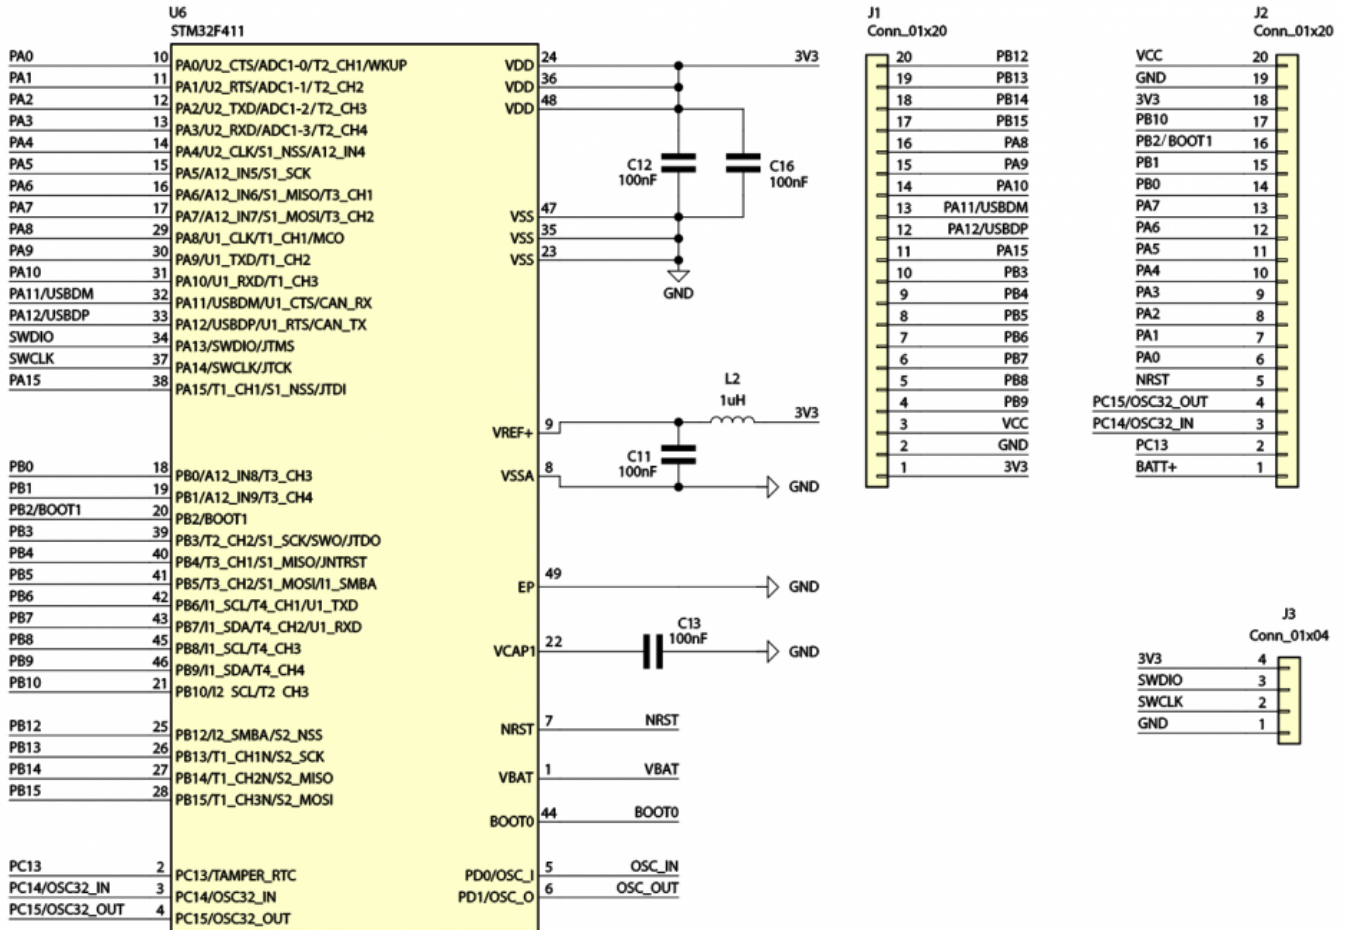 U6
STM32F411
PA0 10 PA0/U2_CTS/ADC1-0/T2_CH1/WKUP
PA1 11 PA1/U2_RTS/ADC1-1/ T2_CH2
PA2 12 PA2/U2_TXD/ADC1-2/ T2_CH3
PA3 13 PA3/U2_RXD/ADC1-3/T2_CH4
PA4 14 PA4/U2_CLK/S1_NSS/A12_IN4
PA5 15 PA5/A12_IN5/S1_SCK
PA6 16 PA6/A12_IN6/S1_MISO/T3_CH1
PA7 17 PA7/A12_IN7/S1_MOSI/T3_CH2
PA8 29 PA8/U1_CLK/T1_CH1/MCO
PA9 30 PA9/U1_TXD/T1_CH2
PA10 31 PA10/U1_RXD/T1_CH3
PA11/USBDM 32 PA11/USBDM/U1_CTS/CAN_RX
PA12/USBDP 33 PA12/USBDP/U1_RTS/CAN_TX
SWDIO 34 PA13/SWDIO/JTMS
SWCLK 37 PA14/SWCLK/JTCK
PA15 38 PA15/T1_CH1/S1_NSS/JTDI
PB0 18 PB0/A12_IN8/T3_CH3
PB1 19 PB1/A12_IN9/T3_CH4
PB2/BOOT1 20 PB2/BOOT1
PB3 39 PB3/T2_CH2/S1_SCK/SWO/JTDO
PB4 40 PB4/T3_CH1/S1_MISO/JNTRST
PB5 41 PB5/T3_CH2/S1_MOSI/I1_SMBA
PB6 42 PB6/I1_SCL/T4_CH1/U1_TXD
PB7 43 PB7/I1_SDA/T4_CH2/U1_RXD
PB8 45 PB8/I1_SCL/T4_CH3
PB9 46 PB9/I1_SDA/T4_CH4
PB10 21 PB10/I2 SCL/T2 CH3
PB12 25 PB12/I2_SMBA/S2_NSS
PB13 26 PB13/T1_CH1N/S2_SCK
PB14 27 PB14/T1_CH2N/S2_MISO
PB15 28 PB15/T1_CH3N/S2_MOSI
PC13 2 PC13/TAMPER_RTC
PC14/OSC32_IN 3 PC14/OSC32_IN
PC15/OSC32_OUT 4 PC15/OSC32_OUT
VDD 24 3V3
VDD 36
VDD 48
C12
100nF
C16
100nF
VSS 47
VSS 35
VSS 23
GND
L2
1uH
VREF+ 9 3V3
C11
100nF
VSSA 8 GND
EP 49 GND
C13
100nF
VCAP1 22 GND
NRST 7 NRST
VBAT 1 VBAT
BOOT0 44 BOOT0
PD0/OSC_I 5 OSC_IN
PD1/OSC_O 6 OSC_OUT
J1
Conn_01x20
20 PB12
19 PB13
18 PB14
17 PB15
16 PA8
15 PA9
14 PA10
13 PA11/USBDM
12 PA12/USBDP
11 PA15
10 PB3
9 PB4
8 PB5
7 PB6
6 PB7
5 PB8
4 PB9
3 VCC
2 GND
1 3V3
J2
Conn_01x20
VCC 20
GND 19
3V3 18
PB10 17
PB2/ BOOT1 16
PB1 15
PB0 14
PA7 13
PA6 12
PA5 11
PA4 10
PA3 9
PA2 8
PA1 7
PA0 6
NRST 5
PC15/OSC32_OUT 4
PC14/OSC32_IN 3
PC13 2
BATT+ 1
J3
Conn_01x04
3V3 4
SWDIO 3
SWCLK 2
GND 1